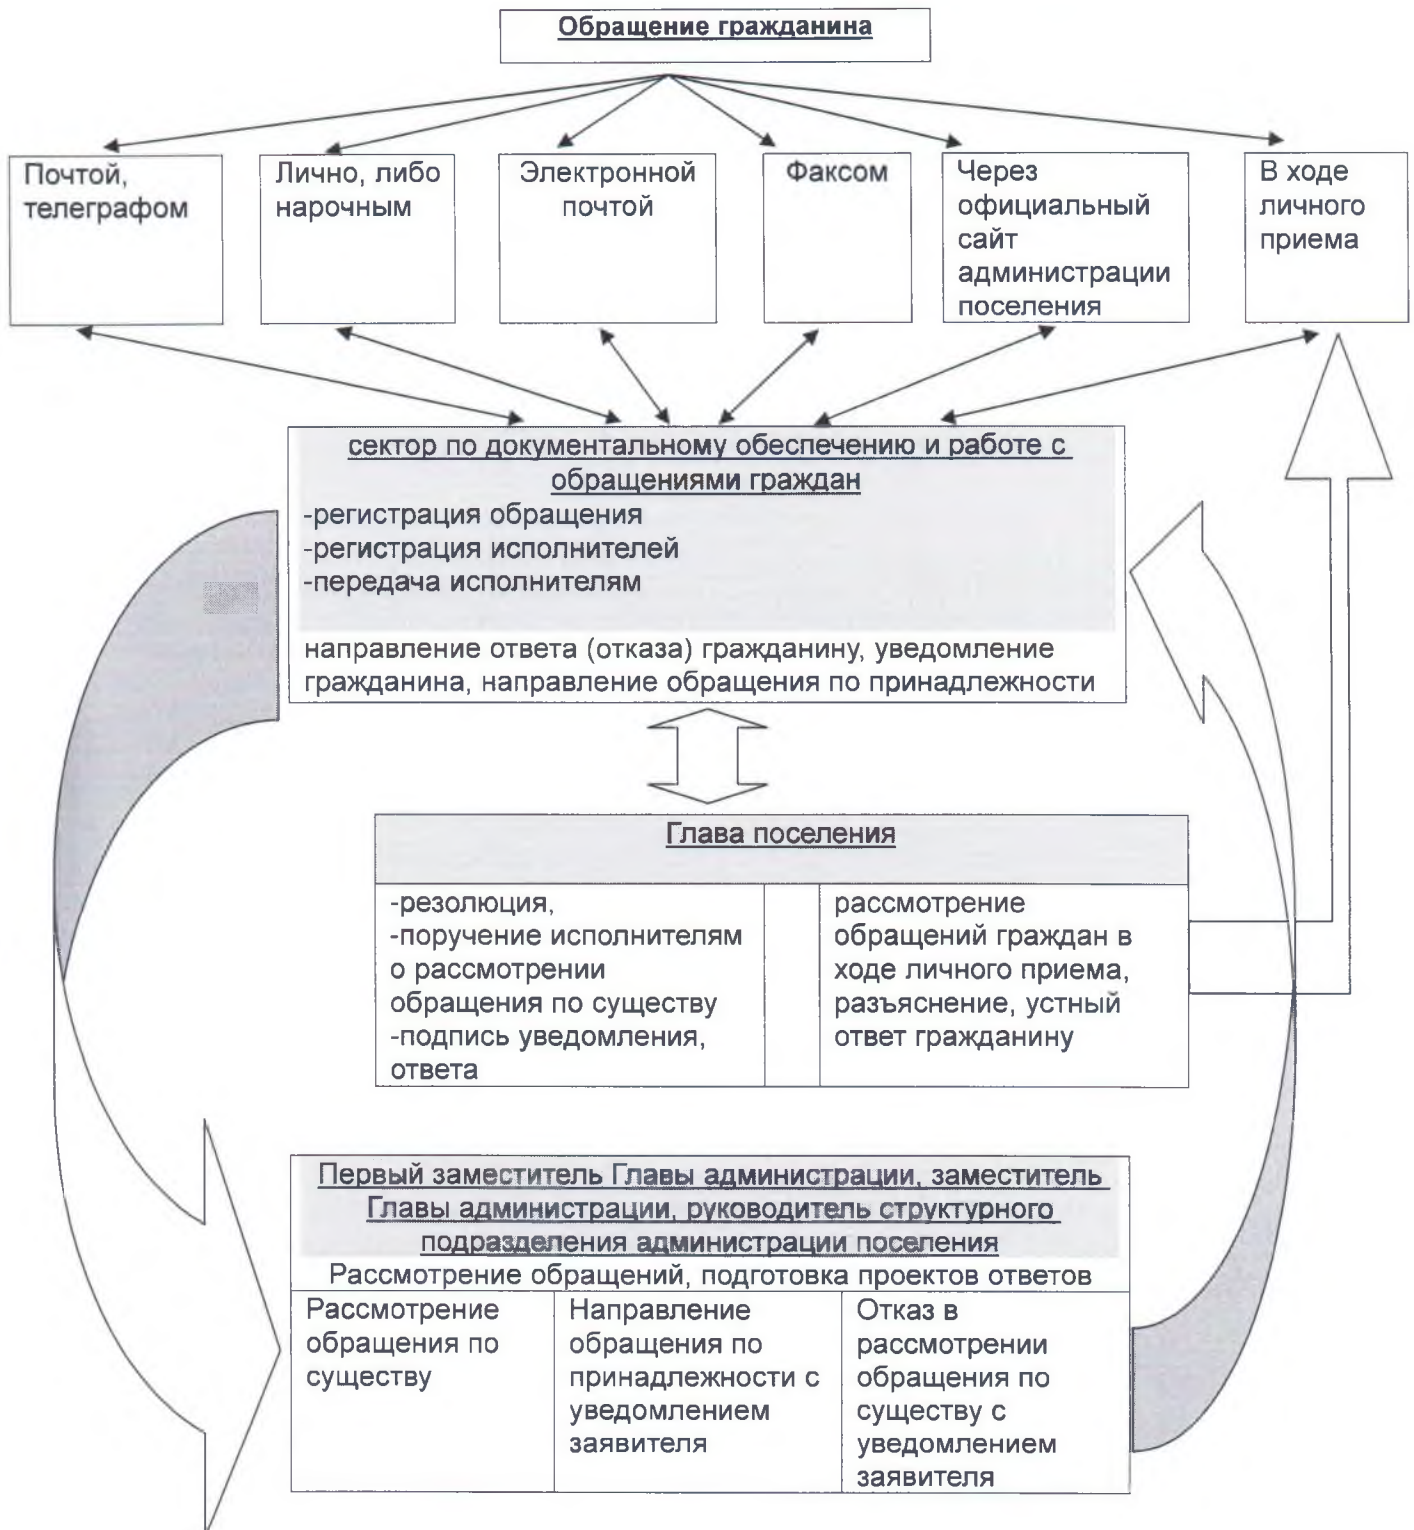 Обращение гражданина
Почтой,
телеграфом
Лично, либо
нарочным
Электронной
почтой
Факсом
Через
официальный
сайт
администрации
поселения
В ходе
личного
приема
сектор по документальному обеспечению и работе с
обращениями граждан
-регистрация обращения
-регистрация исполнителей
-передача исполнителям
направление ответа (отказа) гражданину, уведомление
гражданина, направление обращения по принадлежности
Глава поселения
-резолюция,
-поручение исполнителям
о рассмотрении
обращения по существу
-подпись уведомления,
ответа
рассмотрение
обращений граждан в
ходе личного приема,
разъяснение, устный
ответ гражданину
Первый заместитель Главы администрации, заместитель
Главы администрации, руководитель структурного
подразделения администрации поселения
Рассмотрение обращений, подготовка проектов ответов
Рассмотрение
обращения по
существу
Направление
обращения по
принадлежности с
уведомлением
заявителя
Отказ в
рассмотрении
обращения по
существу с
уведомлением
заявителя